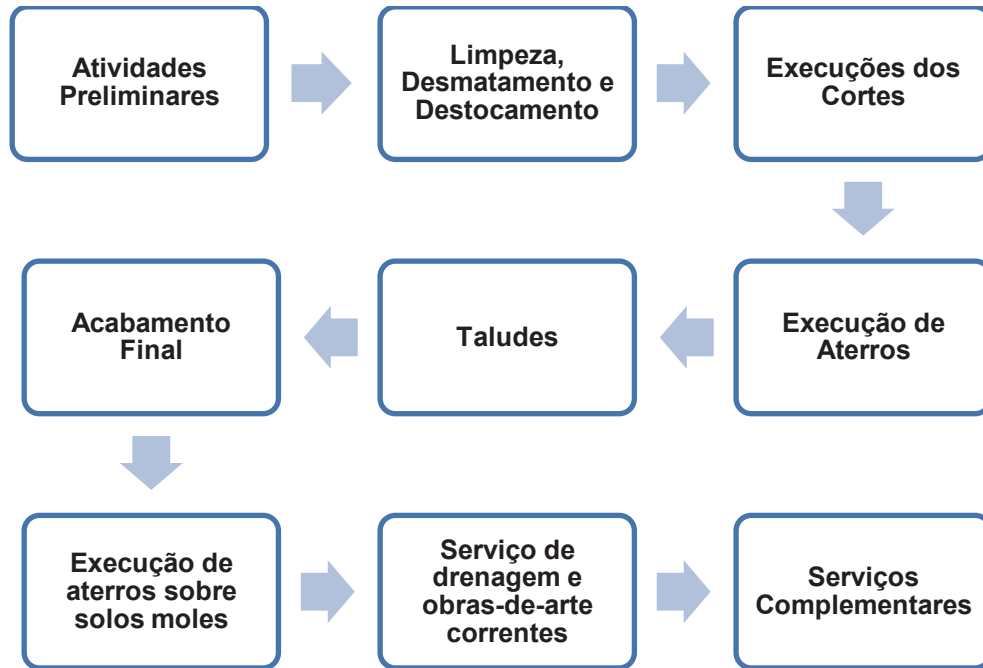 Atividades
Preliminares
Limpeza,
Desmatamento e
Destocamento
Execuções dos
Cortes
Execução de
Aterros
Taludes
Acabamento
Final
Execução de
aterros sobre
solos moles
Serviço de
drenagem e
obras-de-arte
correntes
Serviços
Complementares